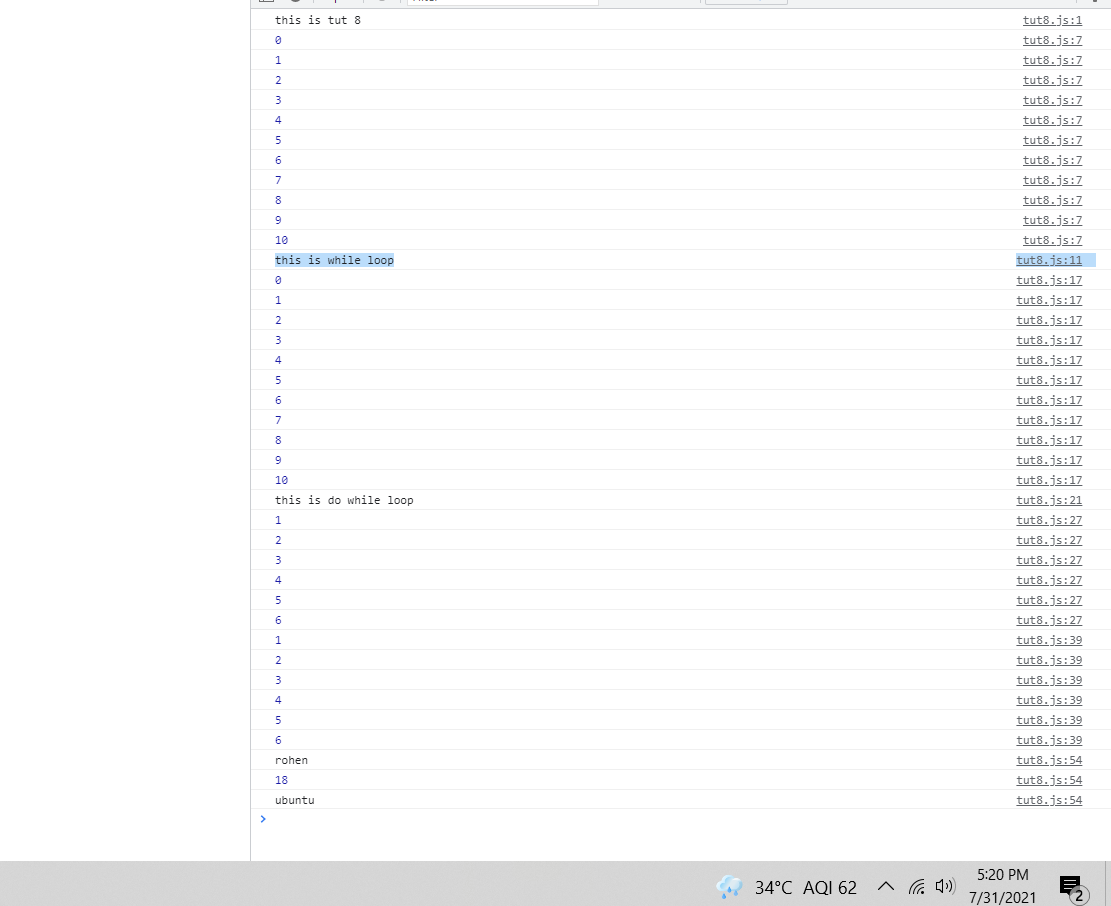 this is tut 8 tut8.js:1
0 tut8.js:7
1 tut8.js:7
2 tut8.js:7
3 tut8.js:7
4 tut8.js:7
5 tut8.js:7
6 tut8.js:7
7 tut8.js:7
8 tut8.js:7
9 tut8.js:7
10 tut8.js:7
this is while loop tut8.js:11
0 tut8.js:17
1 tut8.js:17
2 tut8.js:17
3 tut8.js:17
4 tut8.js:17
5 tut8.js:17
6 tut8.js:17
7 tut8.js:17
8 tut8.js:17
9 tut8.js:17
10 tut8.js:17
this is do while loop tut8.js:21
1 tut8.js:27
2 tut8.js:27
3 tut8.js:27
4 tut8.js:27
5 tut8.js:27
6 tut8.js:27
1 tut8.js:39
2 tut8.js:39
3 tut8.js:39
4 tut8.js:39
5 tut8.js:39
6 tut8.js:39
rohen tut8.js:54
18 tut8.js:54
ubuntu tut8.js:54
34°C AQI 62
5:20 PM
7/31/2021
2